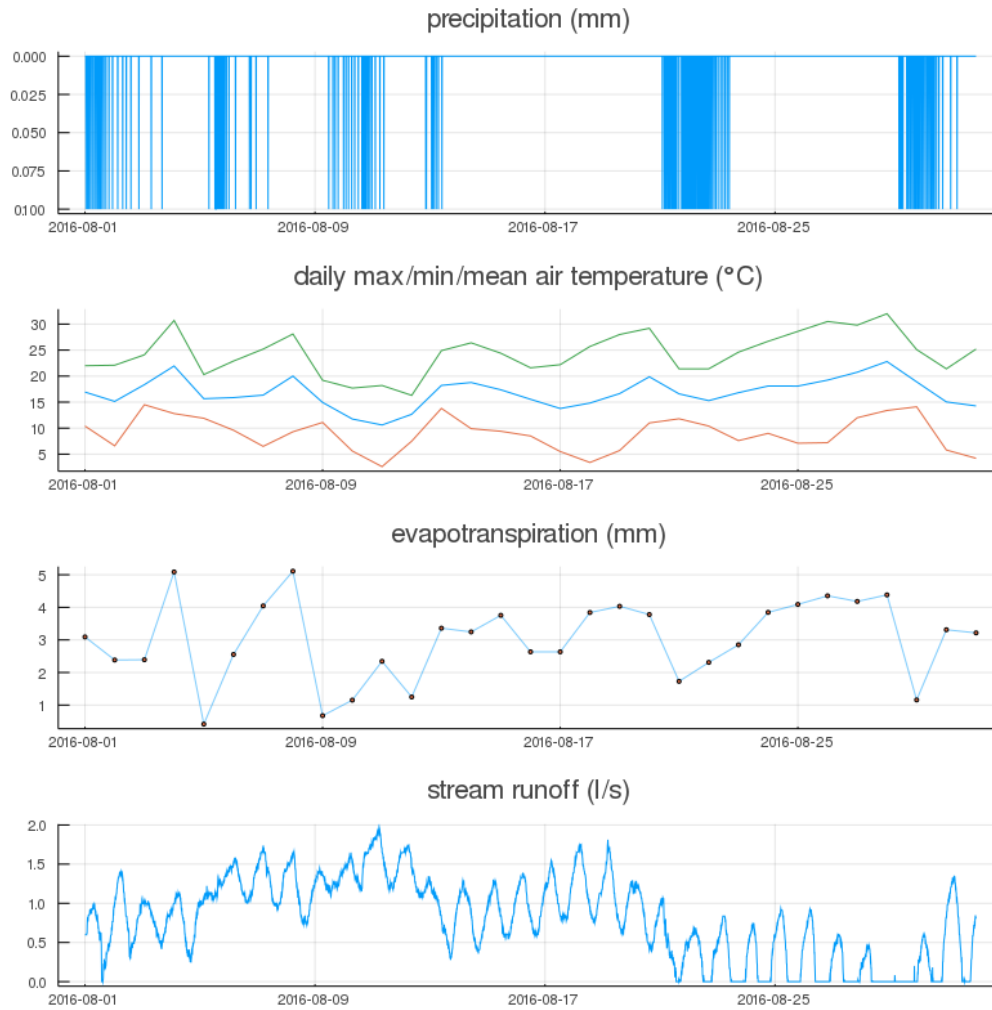 precipitation (mm)
0.000
0.025
0.050
0.075
0.100
2016-08-01 2016-08-09 2016-08-17 2016-08-25
daily max/min/mean air temperature (°C)
30
25
20
15
10
5
2016-08-01 2016-08-09 2016-08-17 2016-08-25
evapotranspiration (mm)
5
4
3
2
1
2016-08-01 2016-08-09 2016-08-17 2016-08-25
stream runoff (l/s)
2.0
1.5
1.0
0.5
0.0
2016-08-01 2016-08-09 2016-08-17 2016-08-25